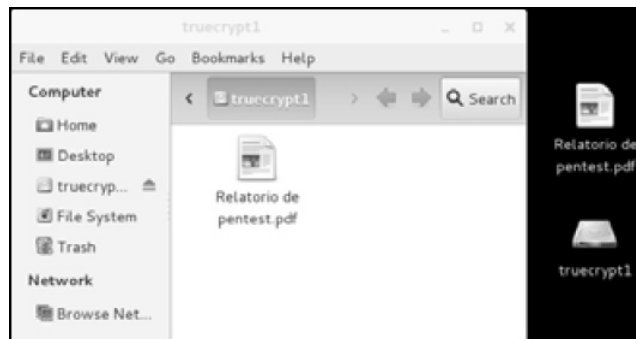 truecrypt1
File Edit View Go Bookmarks Help
Computer
Home
Desktop
truecryp...
File System
Trash
Network
Browse Net...
truecrypt1
Search
Relatorio de
pentest.pdf
Relatorio de
pentest.pdf
truecrypt1